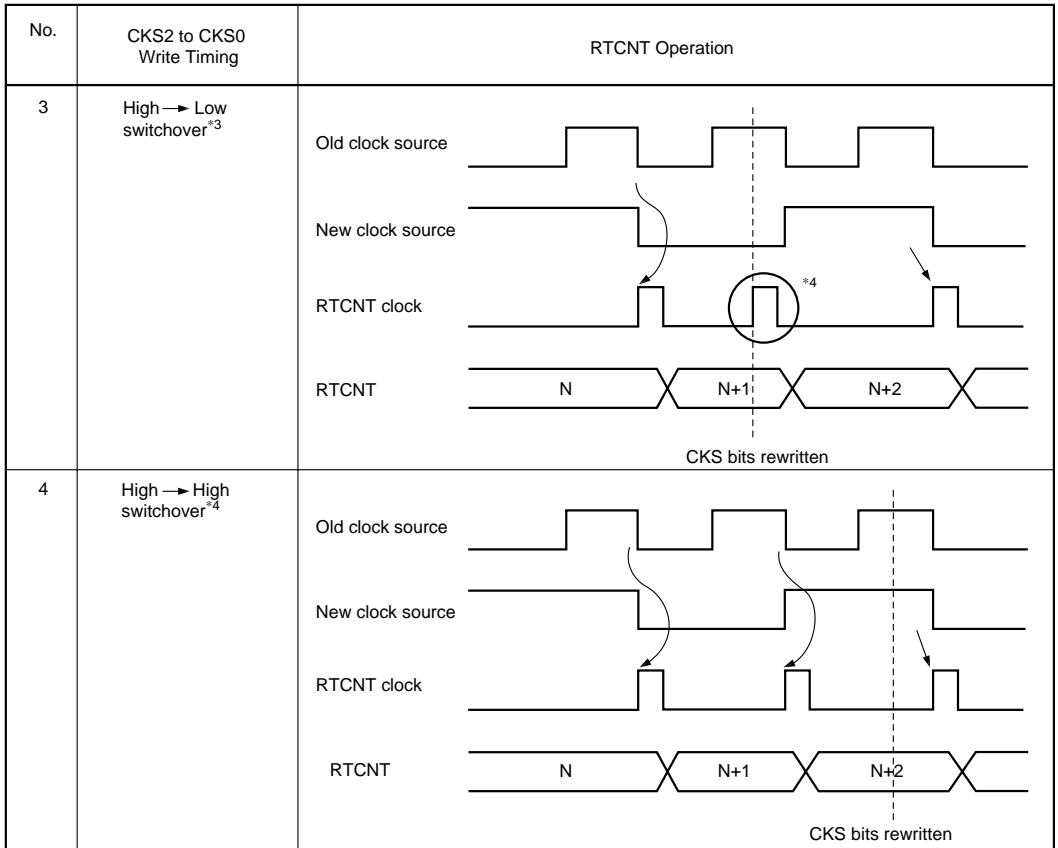 No.
CKS2 to CKS0
Write Timing
RTCNT Operation
3
High → Low
switchover*3
Old clock source
New clock source
RTCNT clock
*4
RTCNT
N
N+1
N+2
CKS bits rewritten
4
High → High
switchover*4
Old clock source
New clock source
RTCNT clock
RTCNT
N
N+1
N+2
CKS bits rewritten